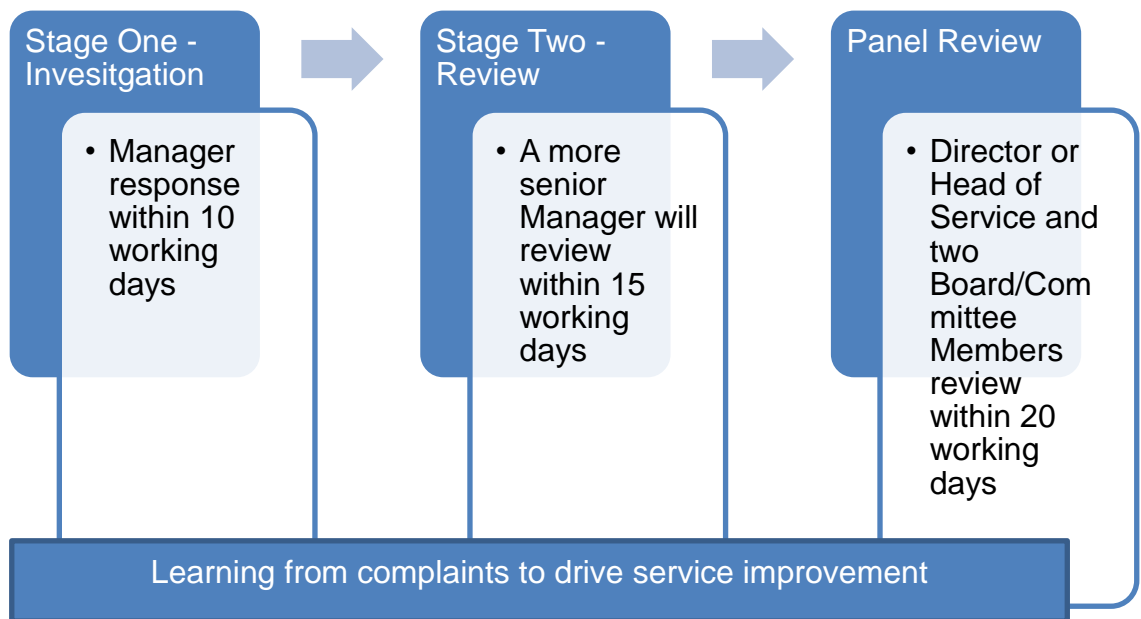 Stage One -
Invesitgation
• Manager
response
within 10
working
days
Stage Two -
Review
• A more
senior
Manager will
review
within 15
working
days
Panel Review
• Director or
Head of
Service and
two
Board/Com
mittee
Members
review
within 20
working
days
Learning from complaints to drive service improvement